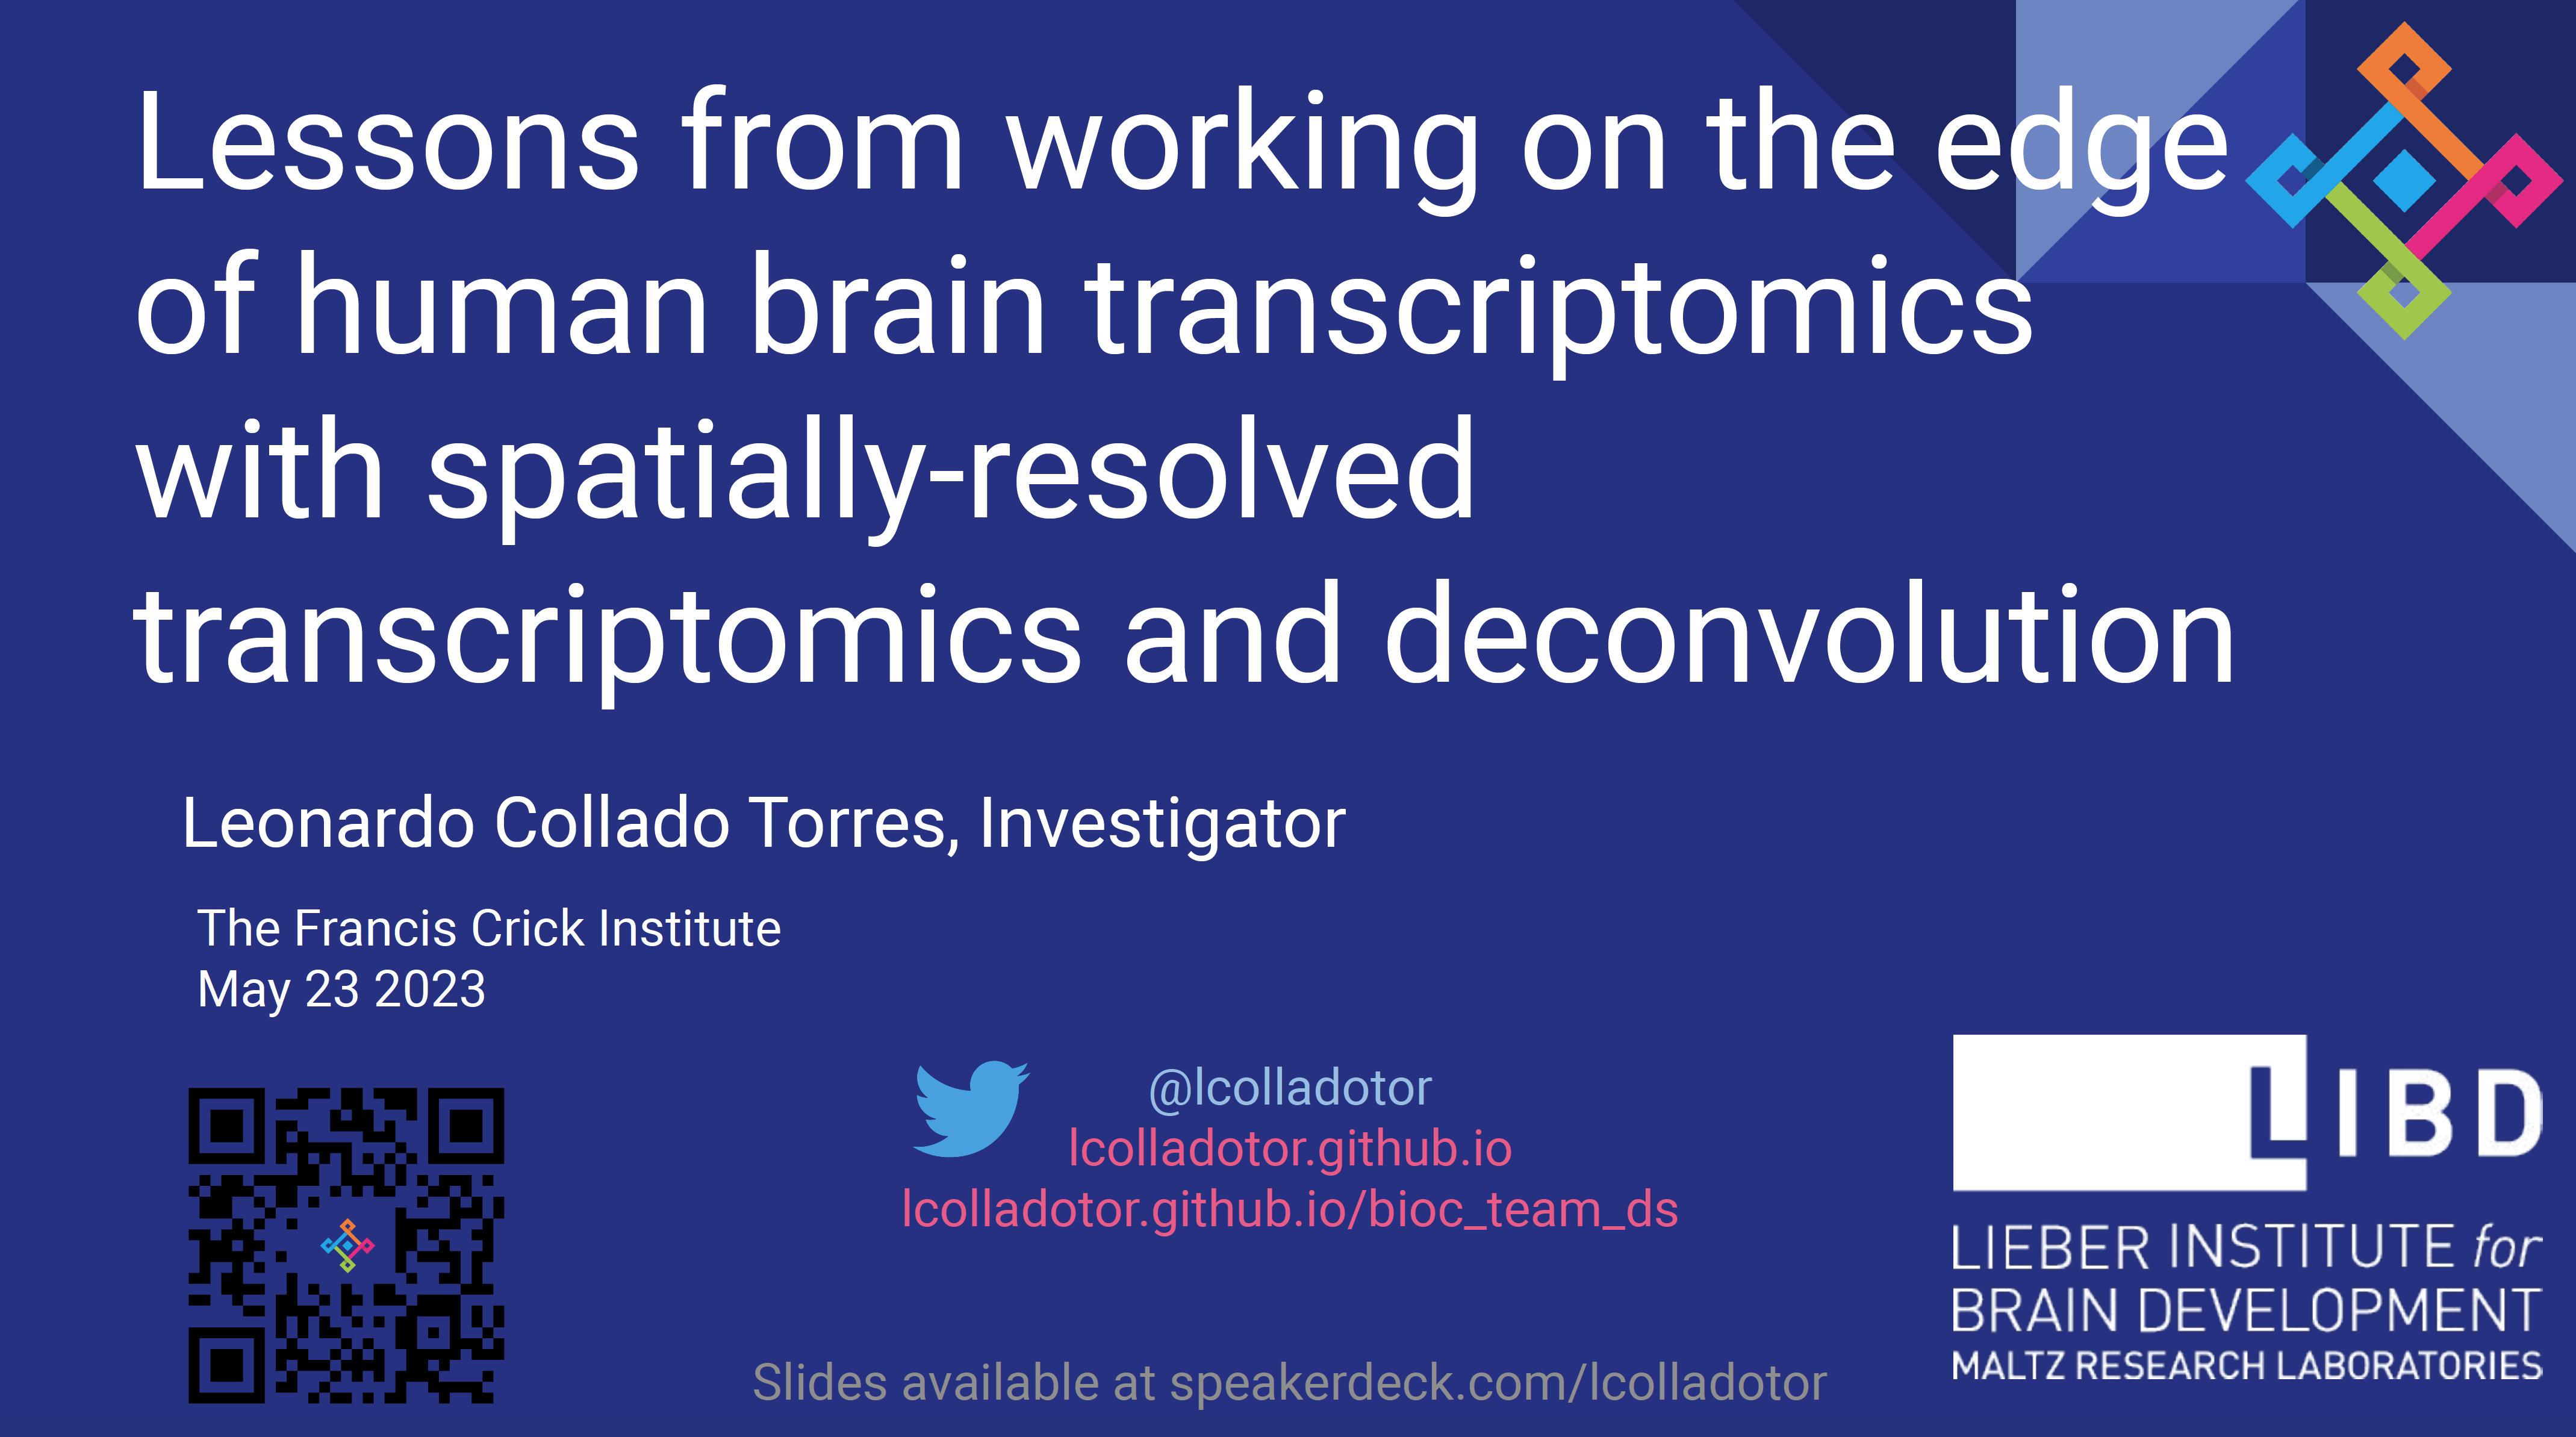 Lessons from working on the edge
of human brain transcriptomics
with spatially-resolved
transcriptomics and deconvolution
Leonardo Collado Torres, Investigator
The Francis Crick Institute
May 23 2023
@lcolladotor
lcolladotor.github.io
lcolladotor.github.io/bioc_team_ds
LIBD
LIEBER INSTITUTE for
BRAIN DEVELOPMENT
MALTZ RESEARCH LABORATORIES
Slides available at speakerdeck.com/lcolladotor